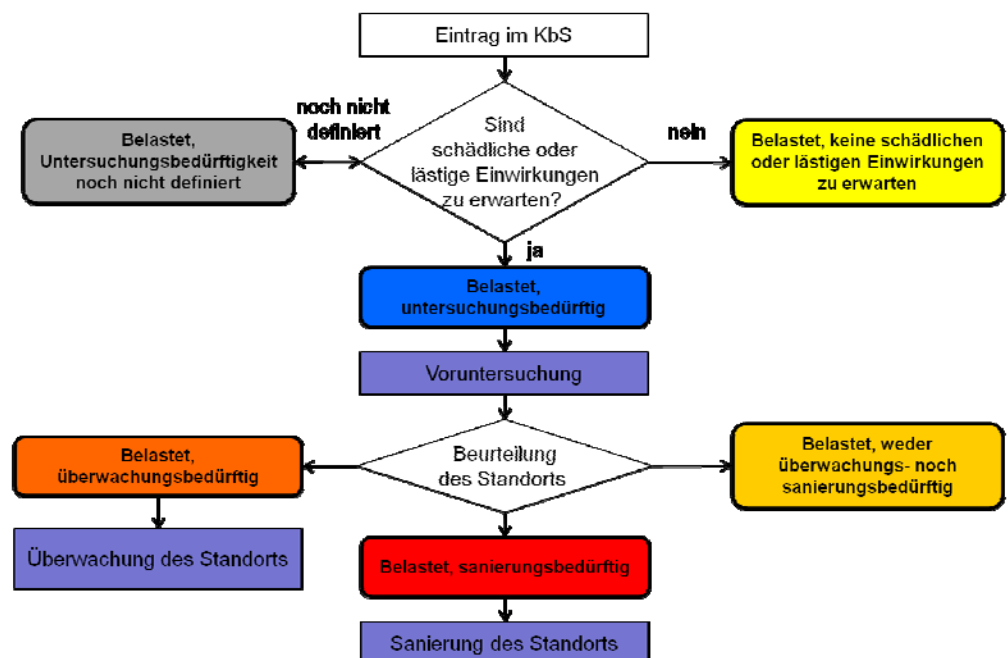 Eintrag im KbS
noch nicht
definiert
Sind
schädliche oder
lästige Einwirkungen
zu erwarten?
nein
Belastet,
Untersuchungsbedürftigkeit
noch nicht definiert
Belastet, keine schädlichen
oder lästigen Einwirkungen
zu erwarten
ja
Belastet,
untersuchungsbedürftig
Voruntersuchung
Belastet,
überwachungsbedürftig
Beurteilung
des Standorts
Belastet, weder
überwachungs- noch
sanierungsbedürftig
Überwachung des Standorts
Belastet, sanierungsbedürftig
Sanierung des Standorts